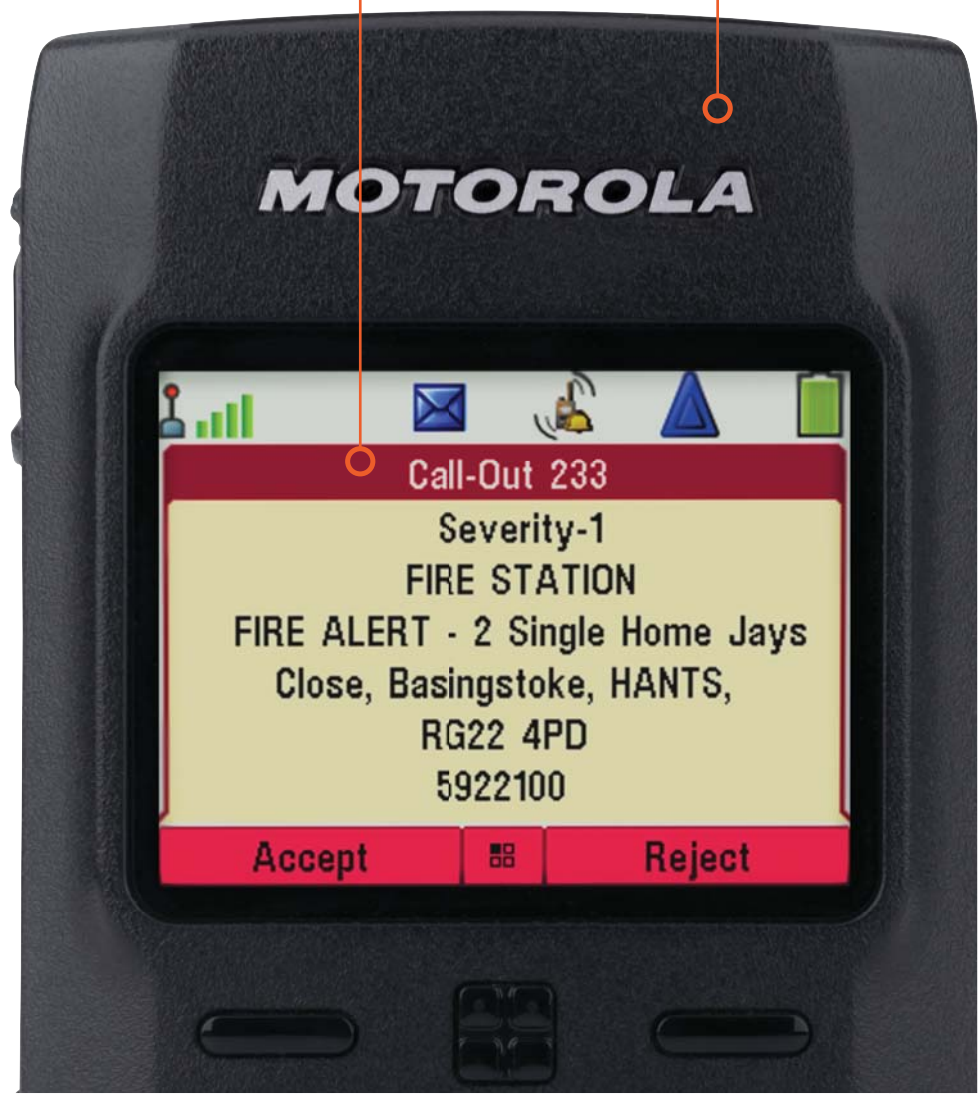 MOTOROLA
Call-Out 233
Severity-1
FIRE STATION
FIRE ALERT - 2 Single Home Jays
Close, Basingstoke, HANTS,
RG22 4PD
5922100
Accept Reject